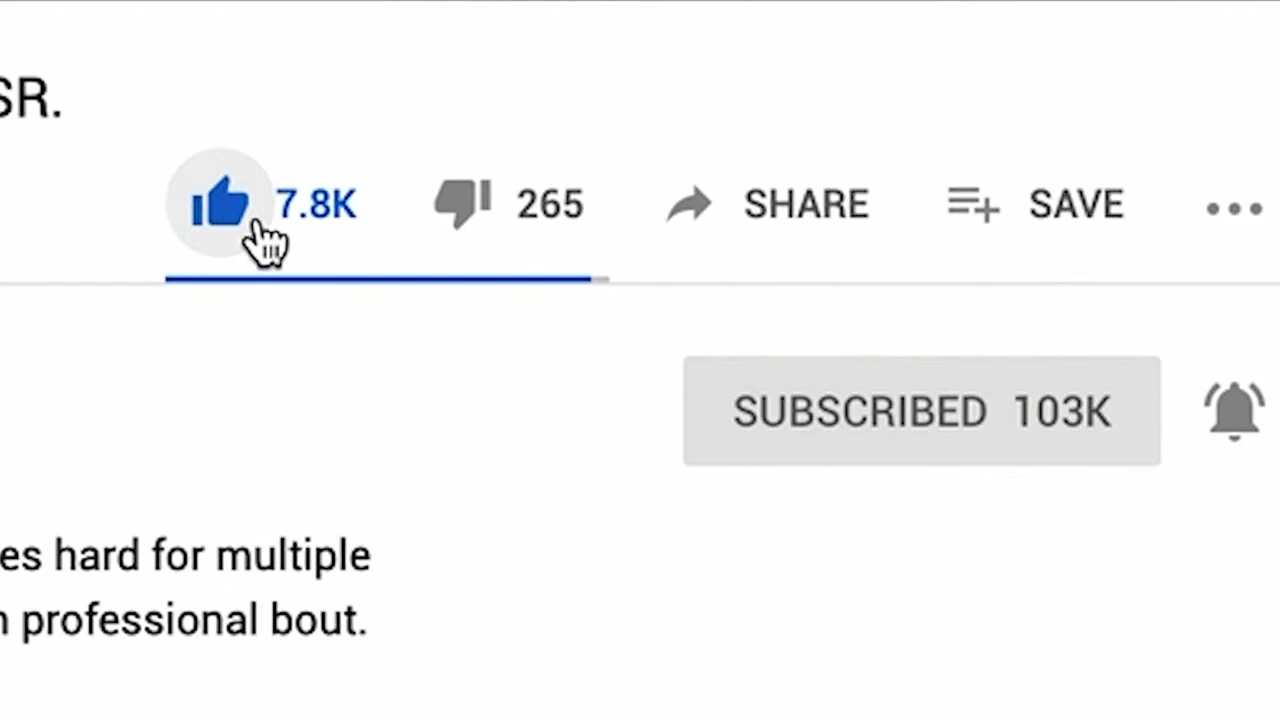 SR.
7.8K 265 SHARE SAVE
SUBSCRIBED 103K
es hard for multiple
professional bout.